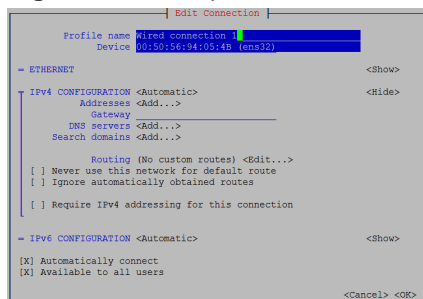 Edit Connection
Profile name Wired connection 1
Device 00:50:56:94:05:4B (ens32)
= ETHERNET <Show>
IPv4 CONFIGURATION <Automatic> <Hide>
Addresses <Add...>
Gateway
DNS servers <Add...>
Search domains <Add...>
Routing (No custom routes) <Edit...>
[ ] Never use this network for default route
[ ] Ignore automatically obtained routes
[ ] Require IPv4 addressing for this connection
= IPv6 CONFIGURATION <Automatic> <Show>
[X] Automatically connect
[X] Available to all users
<Cancel> <OK>